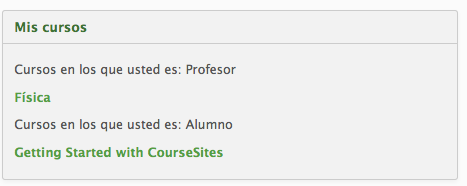 Mis cursos
Cursos en los que usted es: Profesor
Física
Cursos en los que usted es: Alumno
Getting Started with CourseSites